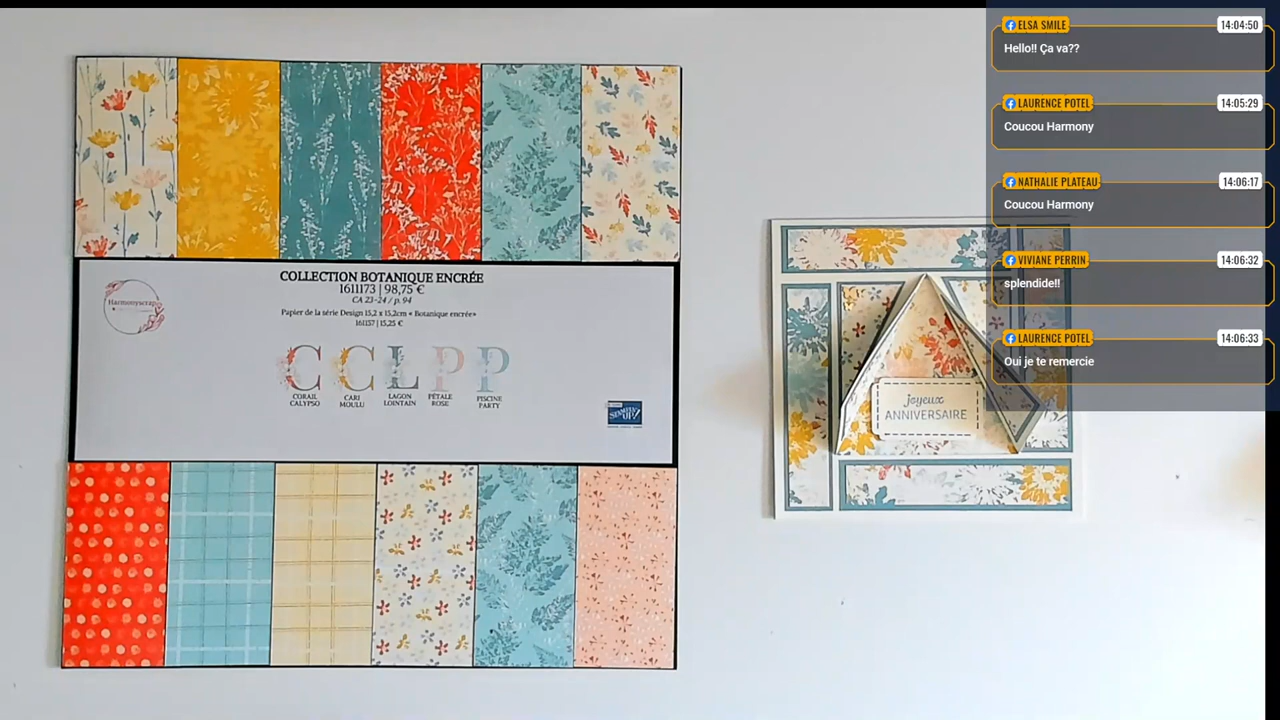 COLLECTION BOTANIQUE ENCRÉE
1611173 | 98,75 €
CA 23-24 / p. 94
Papier de la série Design 15,2 x 15,2cm « Botanique encrée»
161157 | 15,25 €
Harmonyscrap
C C L P P
CORAIL CALYPSO
CARI MOULU
LAGON LOINTAIN
PÉTALE ROSE
PISCINE PARTY
STAMPIN' UP!
joyeux
ANNIVERSAIRE
ELSA SMILE 14:04:50
Hello!! Ça va??
LAURENCE POTEL 14:05:29
Coucou Harmony
NATHALIE PLATEAU 14:06:17
Coucou Harmony
VIVIANE PERRIN 14:06:32
splendide!!
LAURENCE POTEL 14:06:33
Oui je te remercie